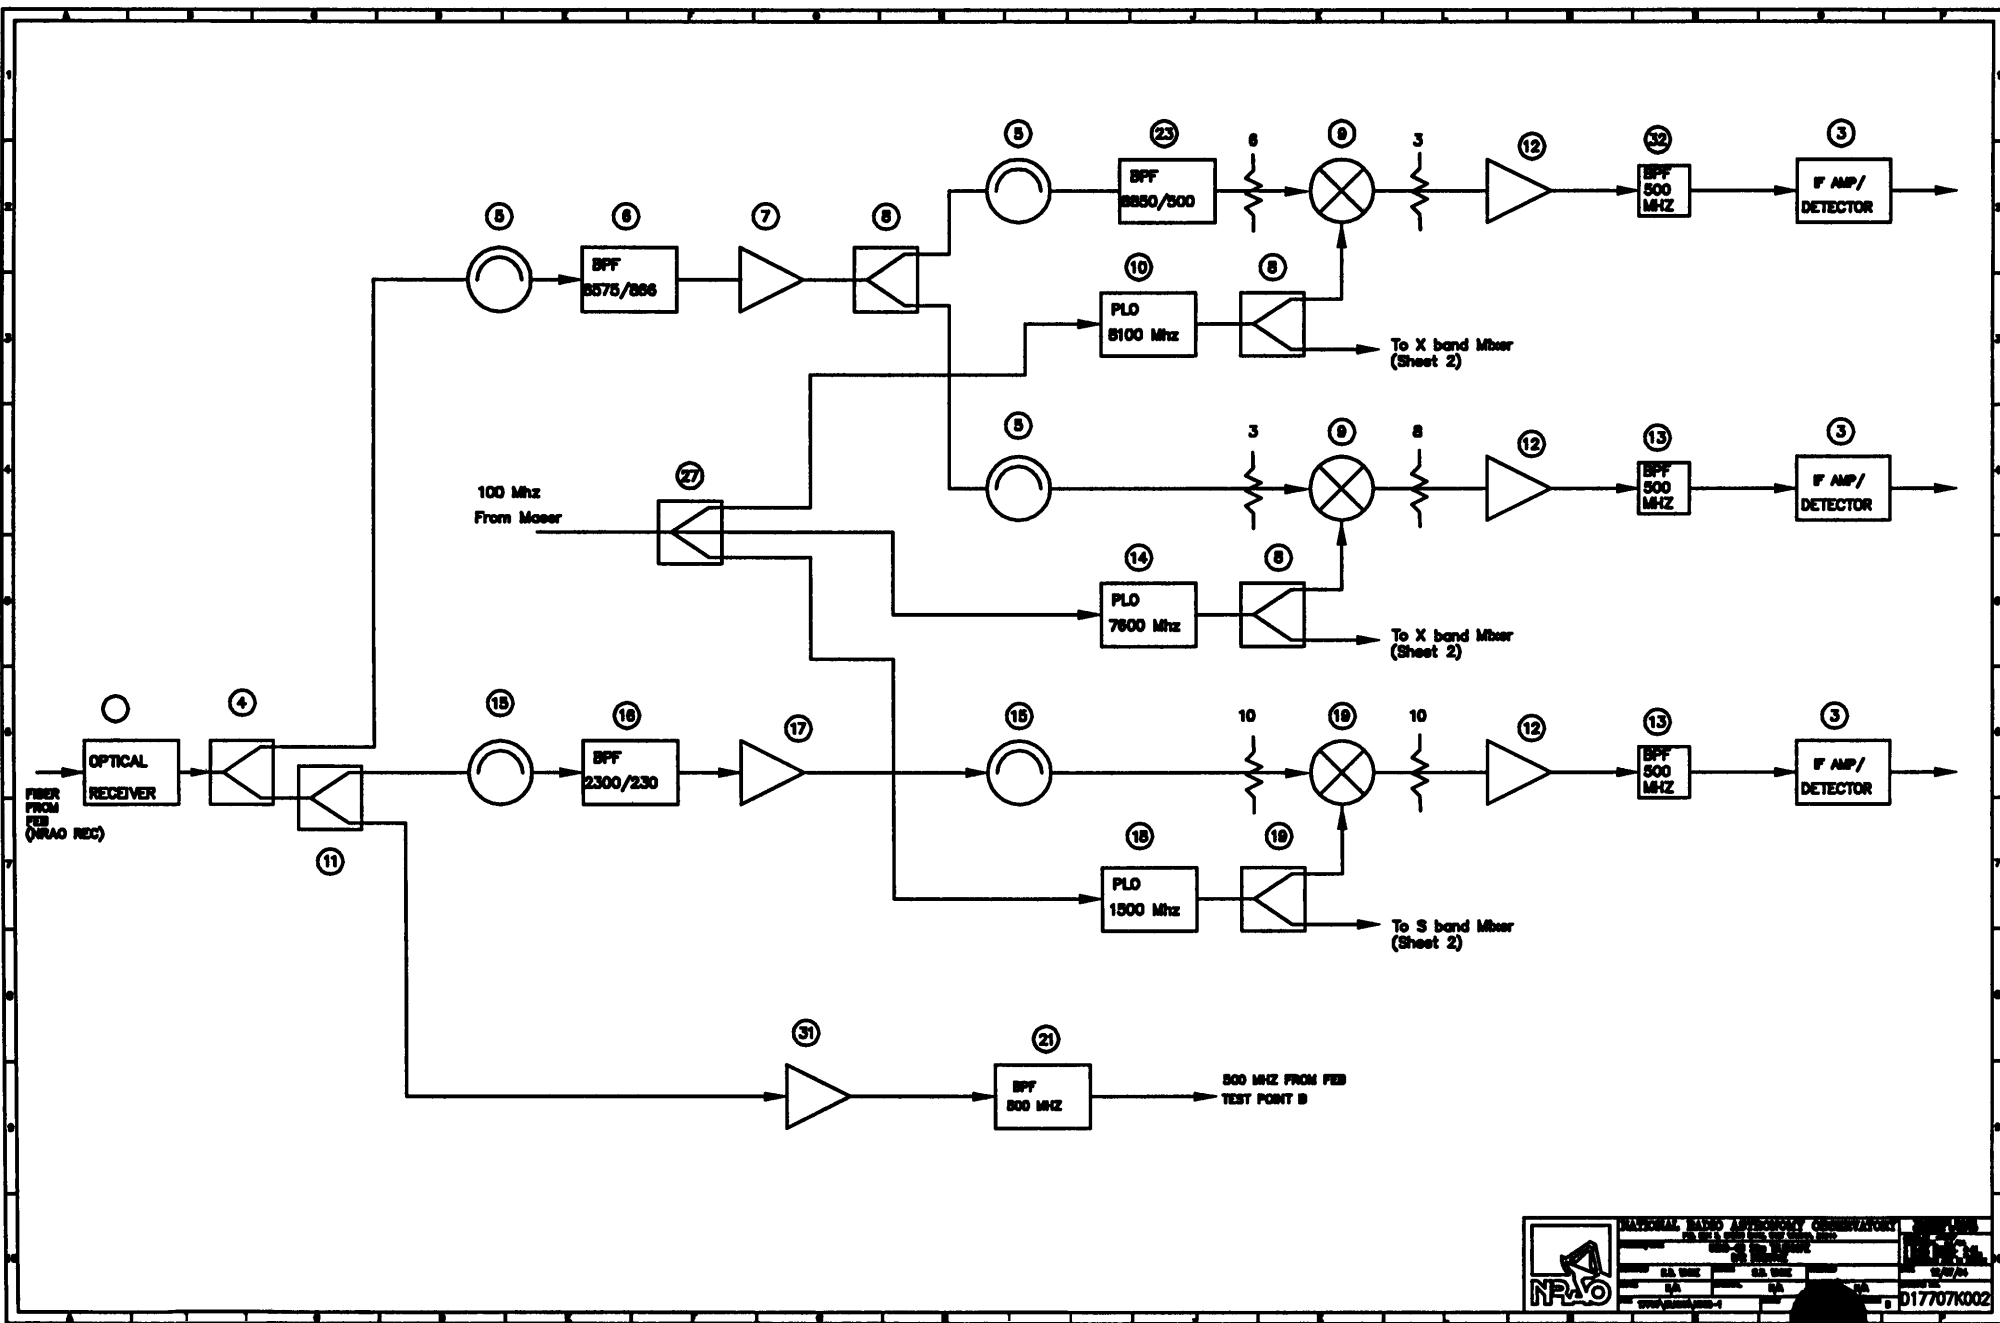 5
23
6
9
3
12
32
3
BPF
BPF
500
MHZ
IF AMP/
DETECTOR
5
6
7
8
BPF
10
8
PLO
8100 Mhz
To X band Mixer
(Sheet 2)
5
3
9
8
12
13
3
BPF
500
MHZ
IF AMP/
DETECTOR
27
100 Mhz
From Maser
14
8
PLO
7600 Mhz
To X band Mixer
(Sheet 2)
4
15
16
17
15
10
19
10
12
13
3
OPTICAL
RECEIVER
BPF
2300/230
BPF
500
MHZ
IF AMP/
DETECTOR
FIBER
FROM
FEB
(NRAO REC)
11
18
19
PLO
1500 Mhz
To S band Mixer
(Sheet 2)
31
21
BPF
500 MHZ
500 MHZ FROM FEB
TEST POINT B
NATIONAL RADIO ASTRONOMY OBSERVATORY
NRAO
D17707K002